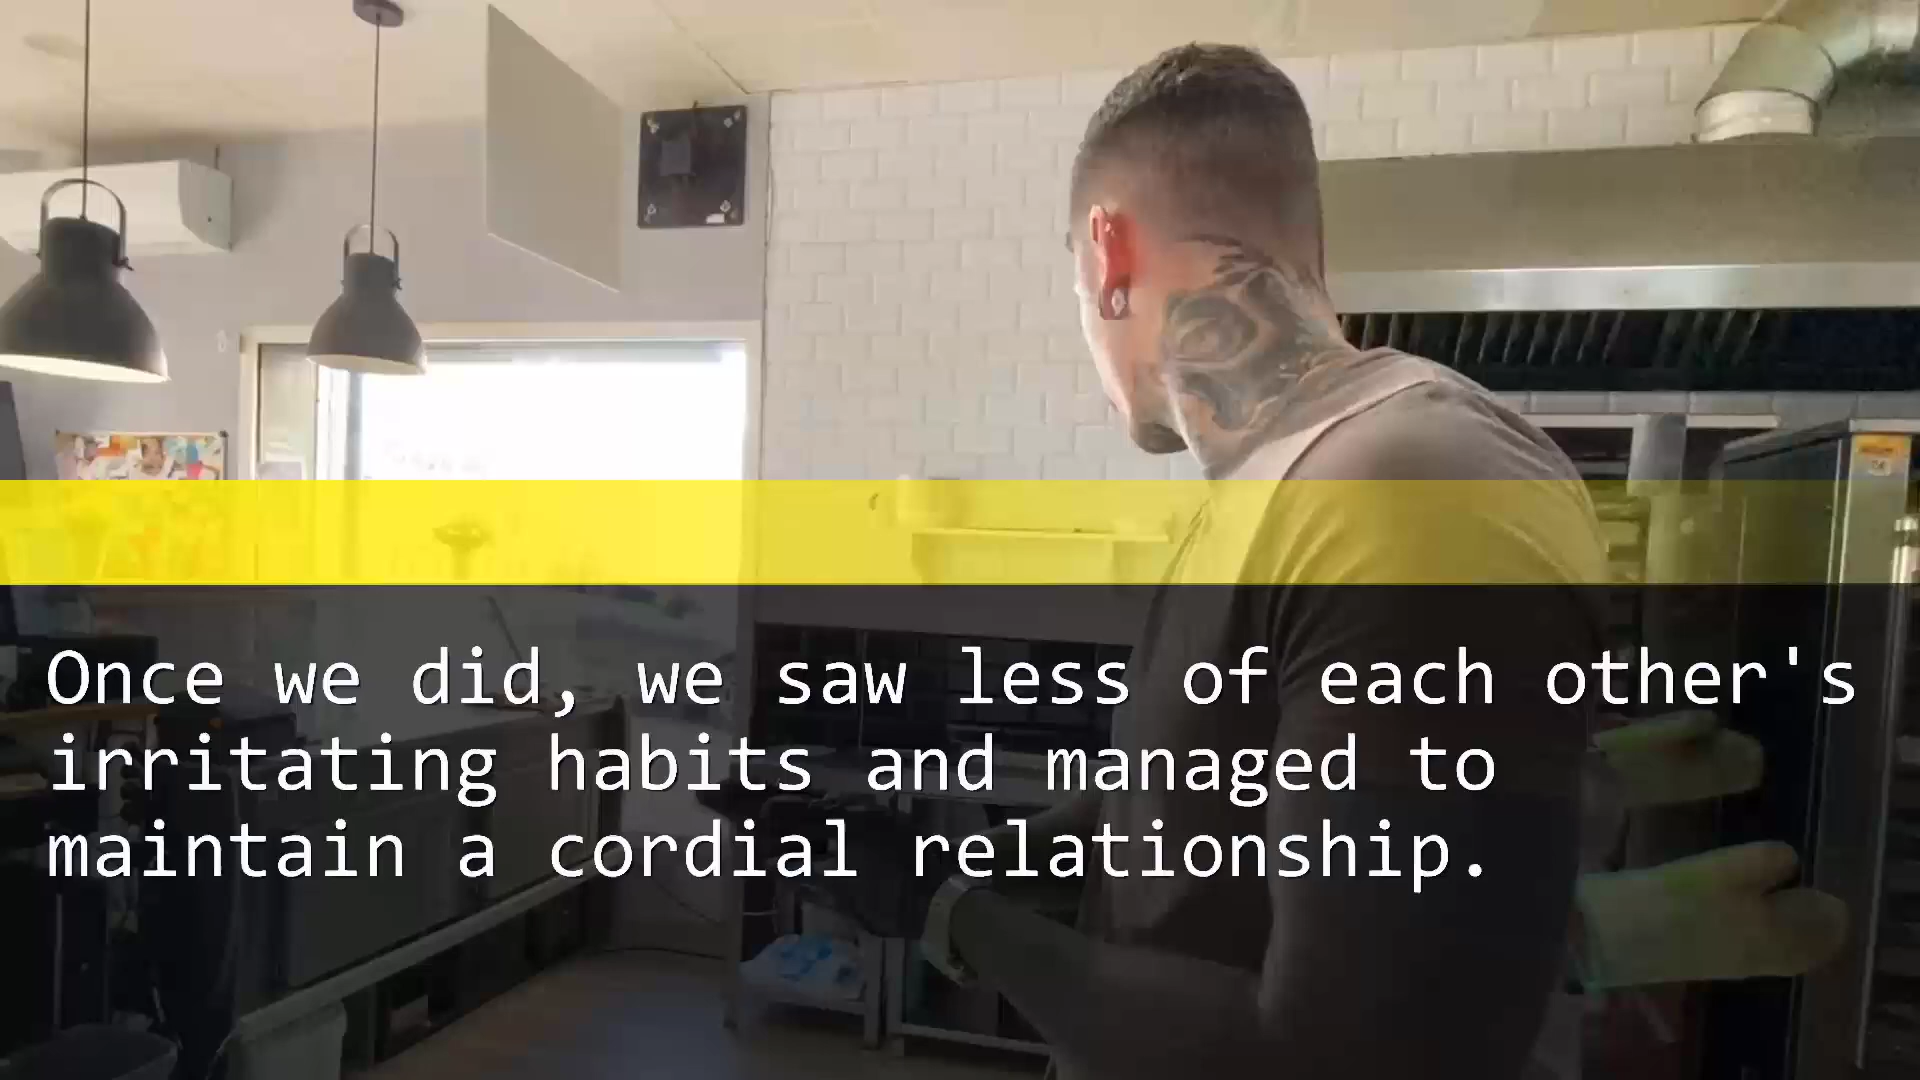 Once we did, we saw less of each other's
irritating habits and managed to
maintain a cordial relationship.